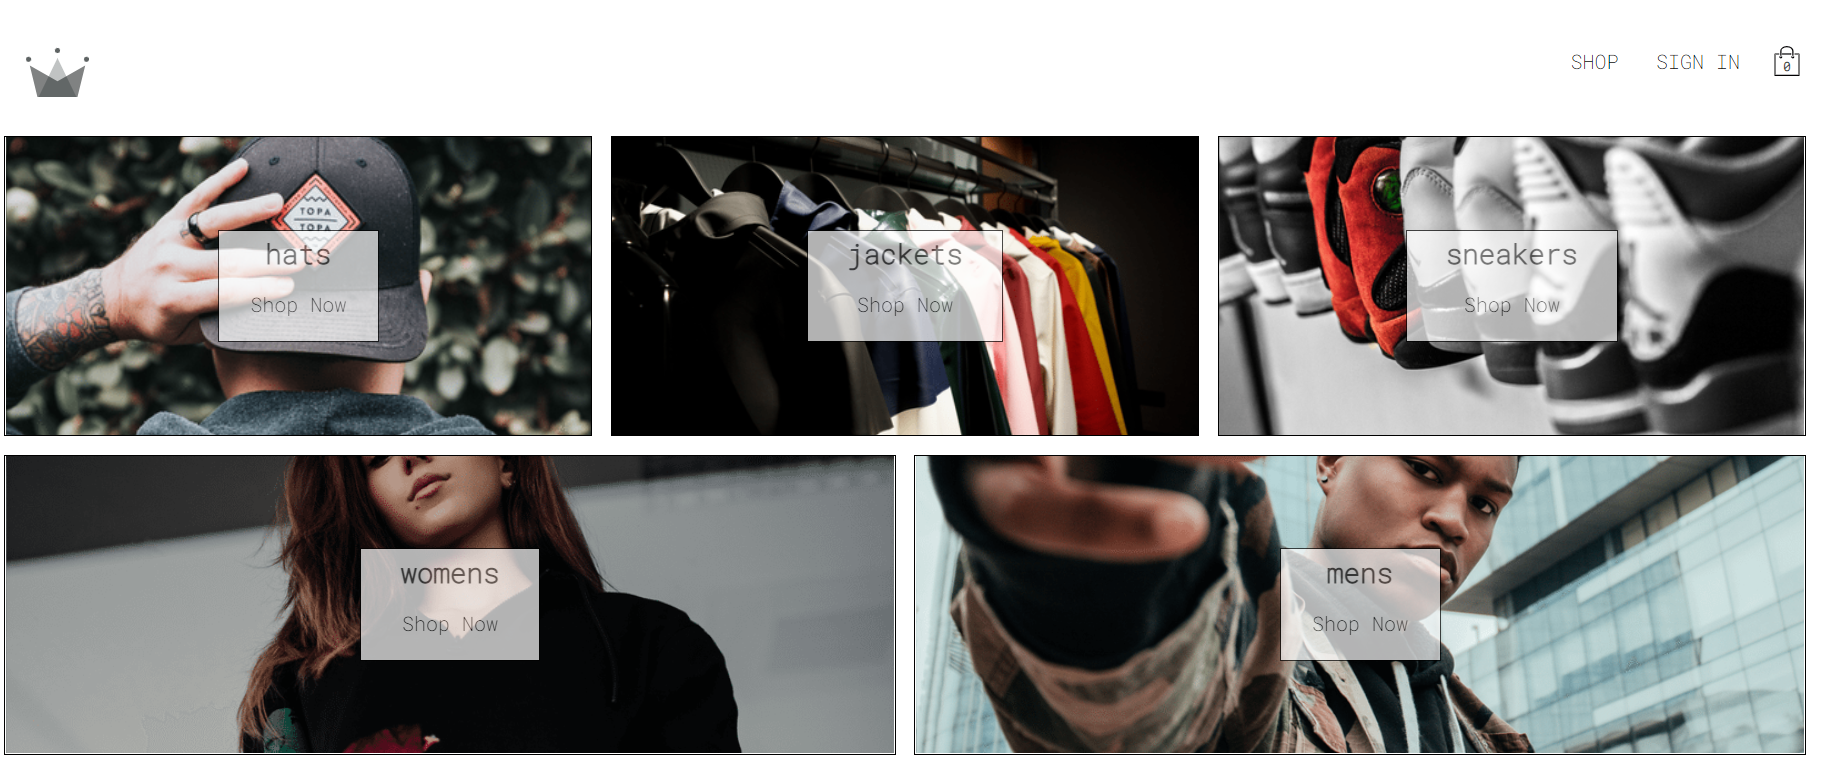 SHOP SIGN IN 0
TOPA
TOPA
hats
Shop Now
jackets
Shop Now
sneakers
Shop Now
womens
Shop Now
mens
Shop Now